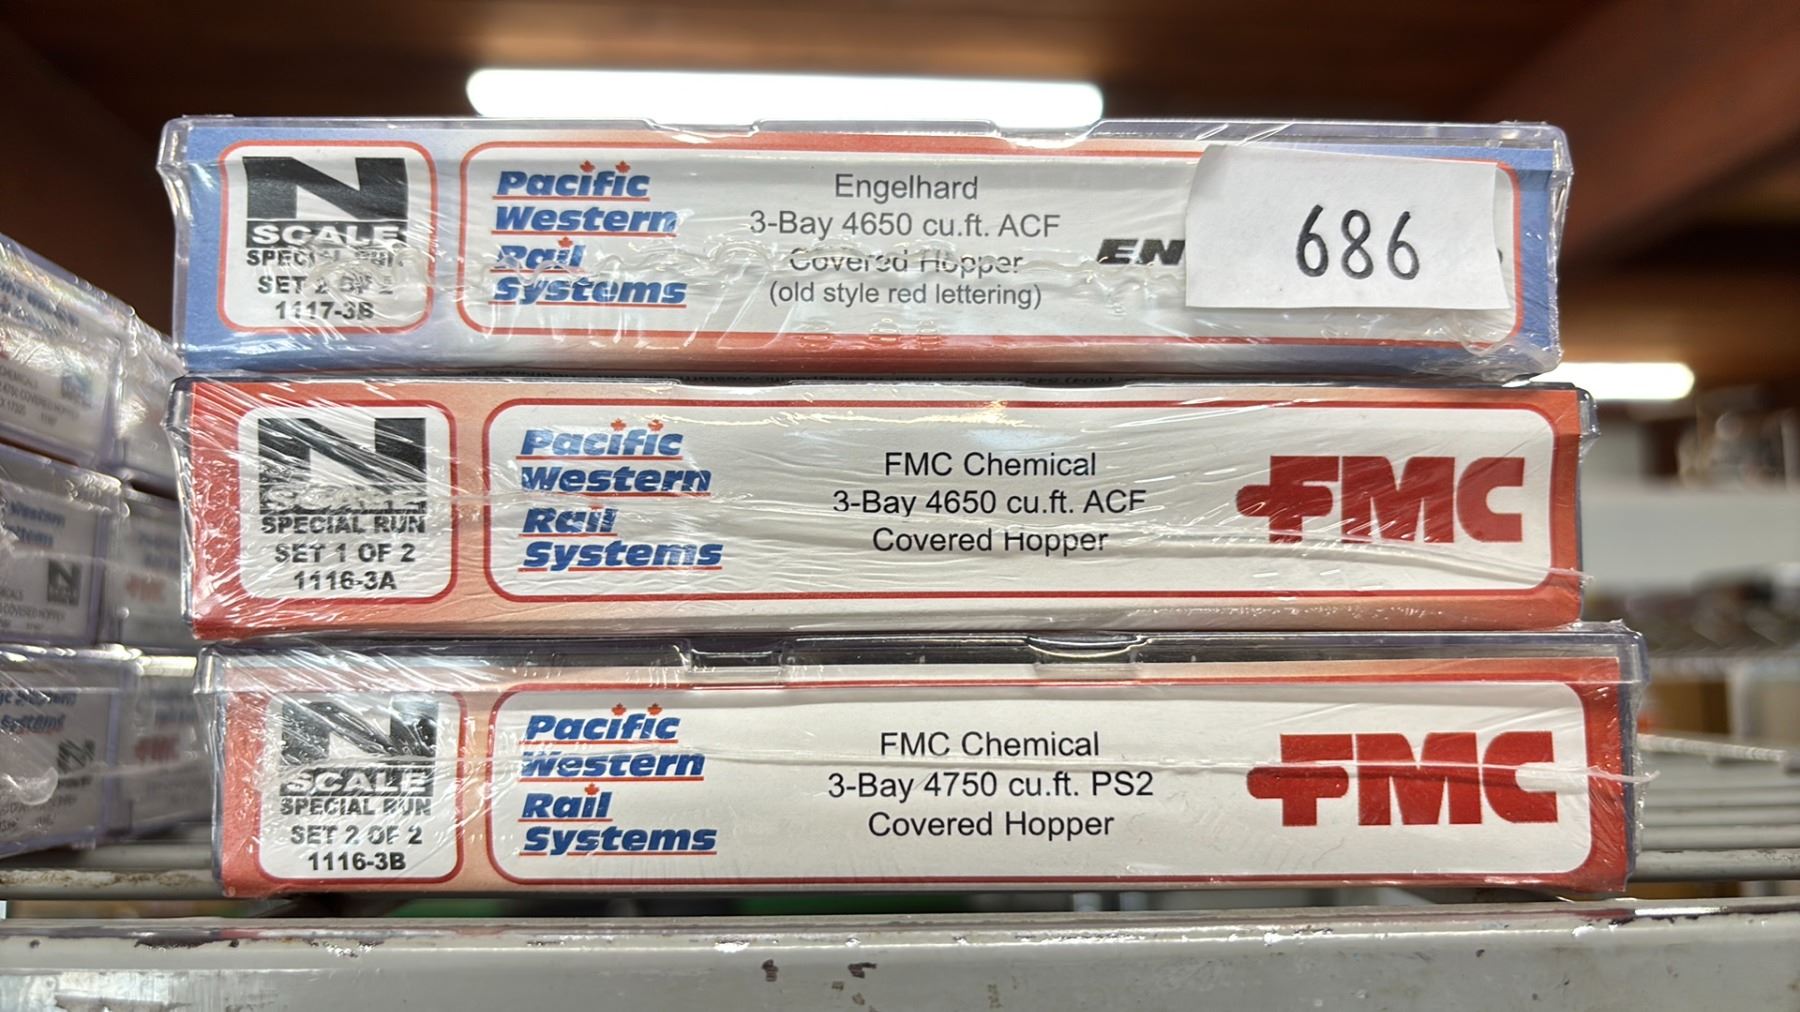 N
SCALE
SPECIAL RUN
SET 2 OF 2
1117-3B
Pacific
Western
Rail
Systems
Engelhard
3-Bay 4650 cu.ft. ACF
Covered Hopper
(old style red lettering)
EN
686
N
SPECIAL RUN
SET 1 OF 2
1116-3A
Pacific
Western
Rail
Systems
FMC Chemical
3-Bay 4650 cu.ft. ACF
Covered Hopper
FMC
N
SCALE
SPECIAL RUN
SET 2 OF 2
1116-3B
Pacific
Western
Rail
Systems
FMC Chemical
3-Bay 4750 cu.ft. PS2
Covered Hopper
FMC